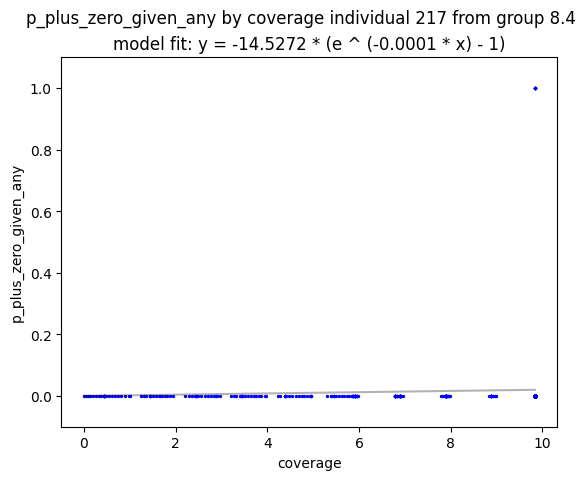 p_plus_zero_given_any by coverage individual 217 from group 8.4
model fit: y = -14.5272 * (e ^ (-0.0001 * x) - 1)
1.0
0.8
0.6
0.4
0.2
0.0
p_plus_zero_given_any
0 2 4 6 8 10
coverage